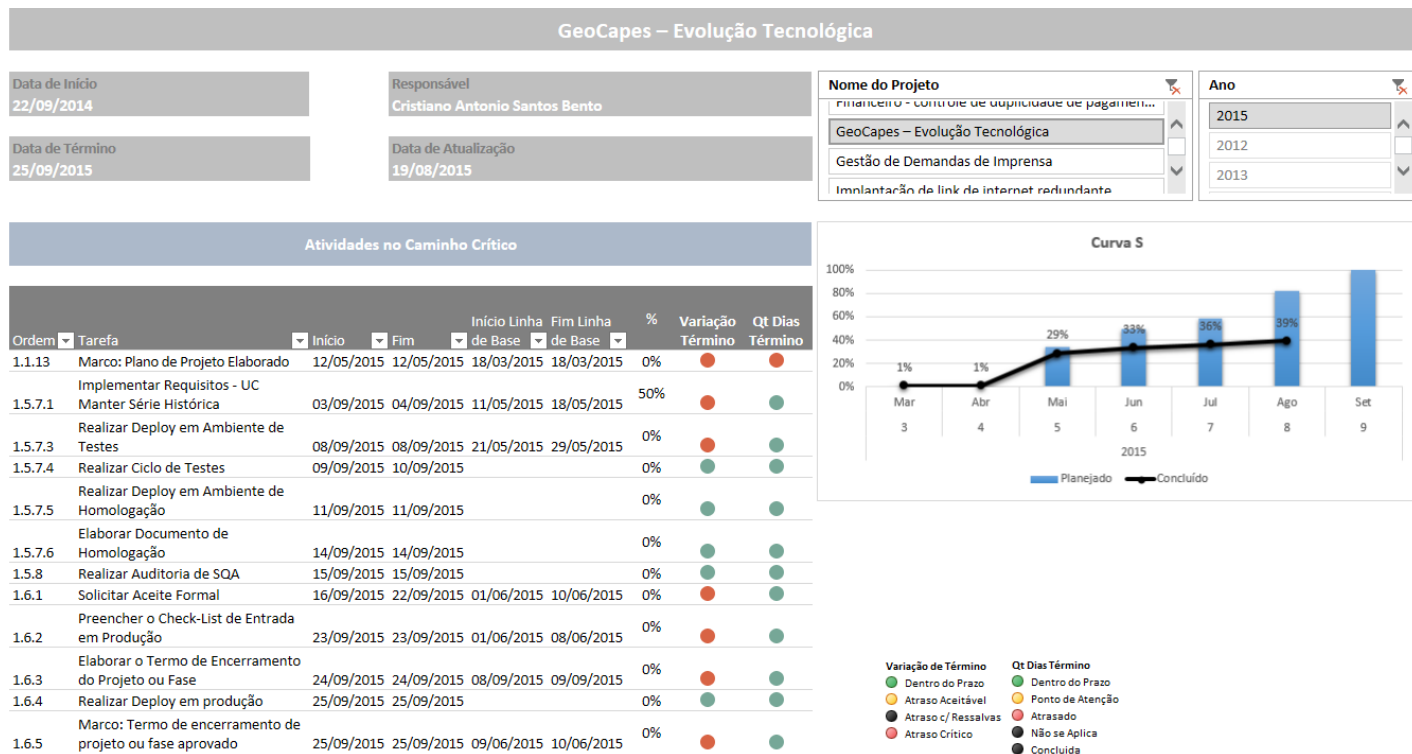 GeoCapes – Evolução Tecnológica
Data de Início
22/09/2014
Responsável
Cristiano Antonio Santos Bento
Data de Término
25/09/2015
Data de Atualização
19/08/2015
Nome do Projeto
Financeiro - controle de duplicidade de pagamen...
GeoCapes – Evolução Tecnológica
Gestão de Demandas de Imprensa
Implantação de link de internet redundante
Ano
2015
2012
2013
Atividades no Caminho Crítico
Ordem Tarefa Início Fim Início Linha de Base Fim Linha de Base % Variação Término Qt Dias Término
1.1.13 Marco: Plano de Projeto Elaborado 12/05/2015 12/05/2015 18/03/2015 18/03/2015 0%
Implementar Requisitos - UC
1.5.7.1 Manter Série Histórica 03/09/2015 04/09/2015 11/05/2015 18/05/2015 50%
Realizar Deploy em Ambiente de
1.5.7.3 Testes 08/09/2015 08/09/2015 21/05/2015 29/05/2015 0%
1.5.7.4 Realizar Ciclo de Testes 09/09/2015 10/09/2015 0%
Realizar Deploy em Ambiente de
1.5.7.5 Homologação 11/09/2015 11/09/2015 0%
Elaborar Documento de
1.5.7.6 Homologação 14/09/2015 14/09/2015 0%
1.5.8 Realizar Auditoria de SQA 15/09/2015 15/09/2015 0%
1.6.1 Solicitar Aceite Formal 16/09/2015 22/09/2015 01/06/2015 10/06/2015 0%
Preencher o Check-List de Entrada
1.6.2 em Produção 23/09/2015 23/09/2015 01/06/2015 08/06/2015 0%
Elaborar o Termo de Encerramento
1.6.3 do Projeto ou Fase 24/09/2015 24/09/2015 08/09/2015 09/09/2015 0%
1.6.4 Realizar Deploy em produção 25/09/2015 25/09/2015 0%
Marco: Termo de encerramento de
1.6.5 projeto ou fase aprovado 25/09/2015 25/09/2015 09/06/2015 10/06/2015 0%
Curva S
100%
80%
60%
40%
20%
0%
1% 1% 29% 33% 36% 39%
Mar Abr Mai Jun Jul Ago Set
3 4 5 6 7 8 9
2015
Planejado Concluído
Variação de Término
Dentro do Prazo
Atraso Aceitável
Atraso c/ Ressalvas
Atraso Crítico
Qt Dias Término
Dentro do Prazo
Ponto de Atenção
Atrasado
Não se Aplica
Concluida